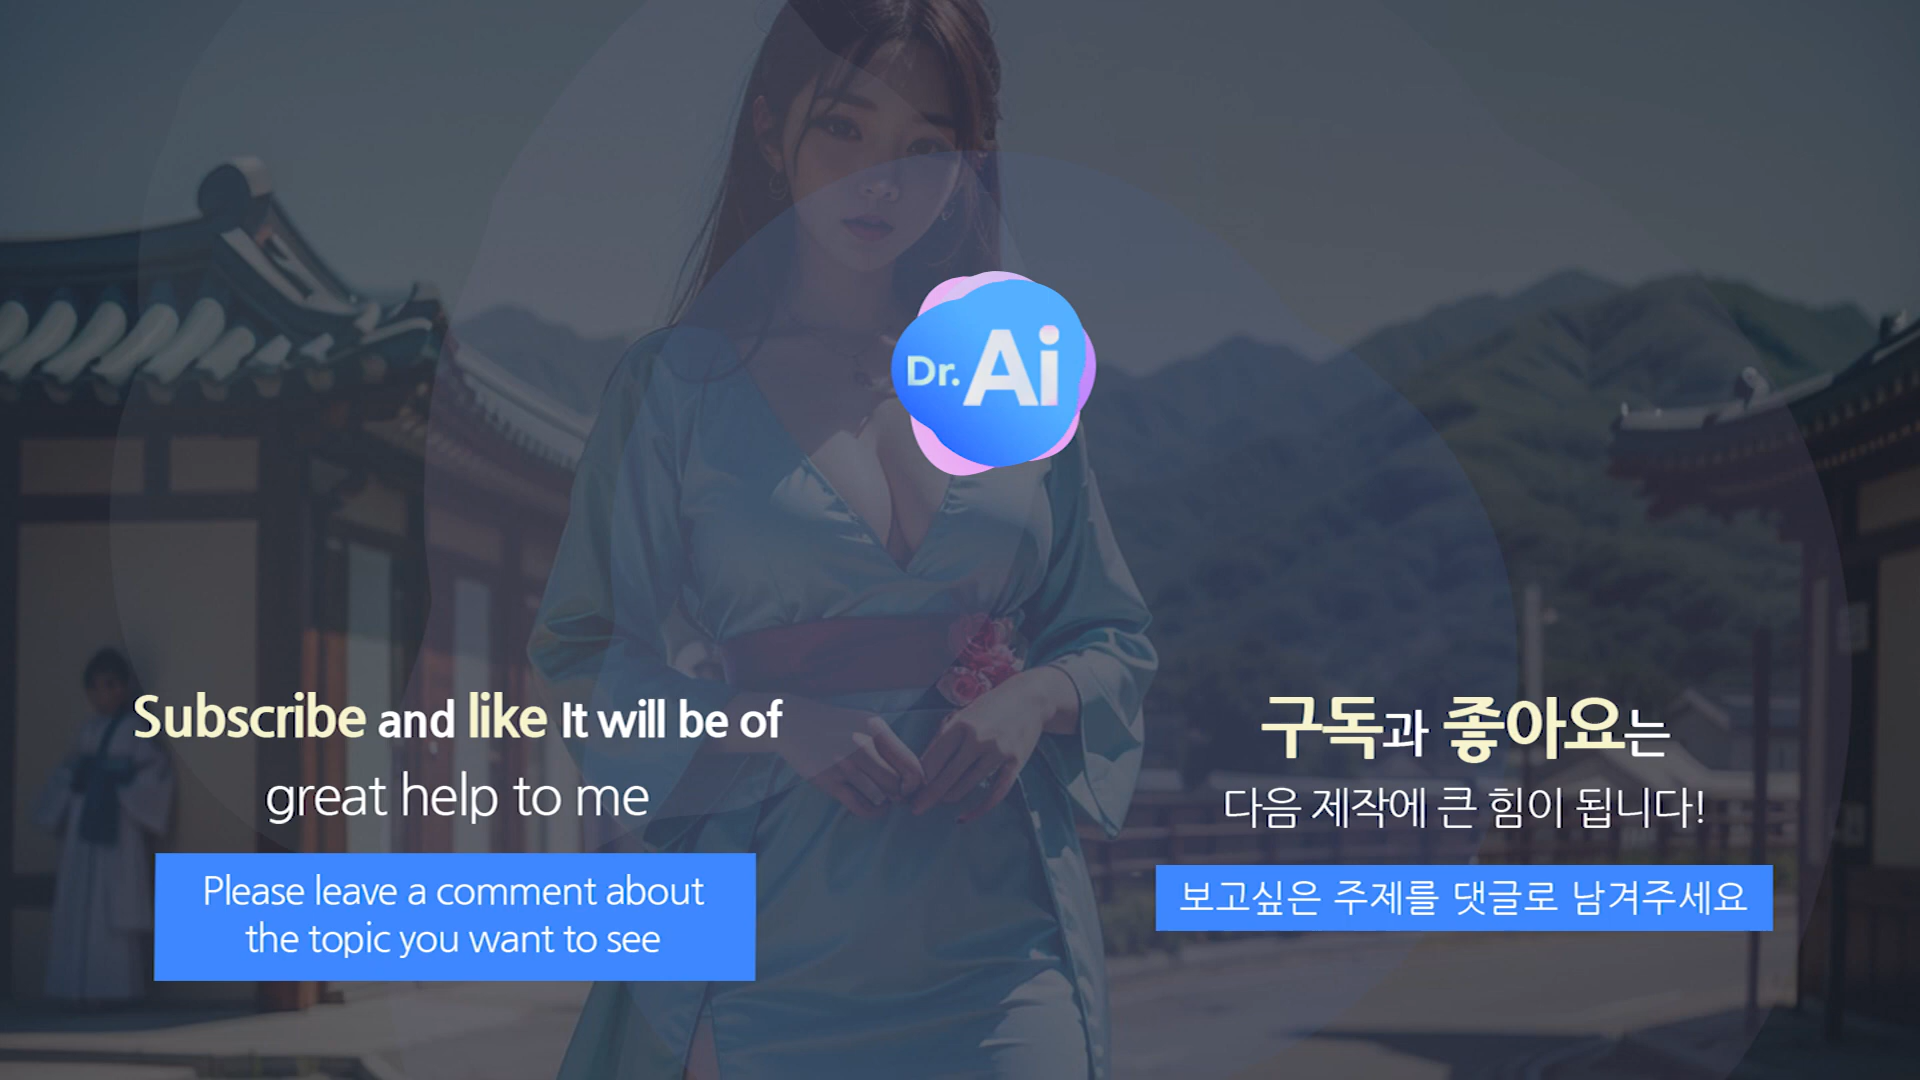 Dr. Ai
Subscribe and like It will be of
great help to me
Please leave a comment about
the topic you want to see
구독과 좋아요는
다음 제작에 큰 힘이 됩니다!
보고싶은 주제를 댓글로 남겨주세요